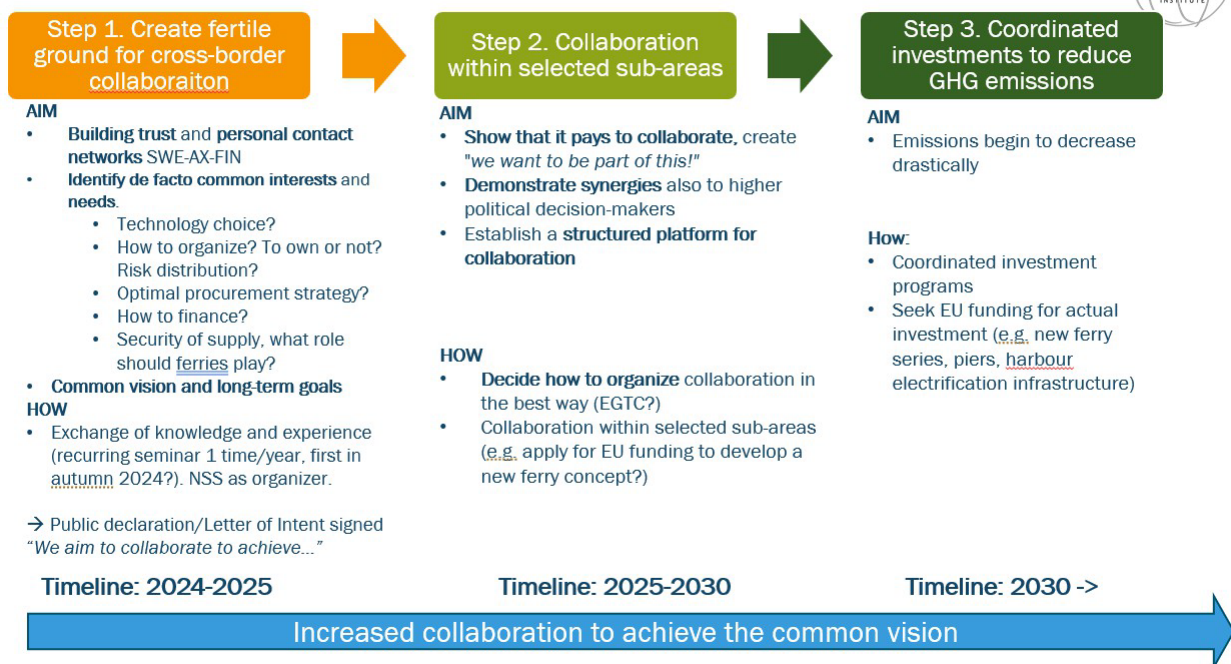 INSTITUTE
Step 1. Create fertile
ground for cross-border
collaboraiton
AIM
• Building trust and personal contact
networks SWE-AX-FIN
• Identify de facto common interests and
needs.
• Technology choice?
• How to organize? To own or not?
Risk distribution?
• Optimal procurement strategy?
• How to finance?
• Security of supply, what role
should ferries play?
• Common vision and long-term goals
HOW
• Exchange of knowledge and experience
(recurring seminar 1 time/year, first in
autumn 2024?). NSS as organizer.
→ Public declaration/Letter of Intent signed
“We aim to collaborate to achieve...”
Timeline: 2024-2025
Step 2. Collaboration
within selected sub-areas
AIM
• Show that it pays to collaborate, create
"we want to be part of this!"
• Demonstrate synergies also to higher
political decision-makers
• Establish a structured platform for
collaboration
HOW
• Decide how to organize collaboration in
the best way (EGTC?)
• Collaboration within selected sub-areas
(e.g. apply for EU funding to develop a
new ferry concept?)
Timeline: 2025-2030
Step 3. Coordinated
investments to reduce
GHG emissions
AIM
• Emissions begin to decrease
drastically
How:
• Coordinated investment
programs
• Seek EU funding for actual
investment (e.g. new ferry
series, piers, harbour
electrification infrastructure)
Timeline: 2030 ->
Increased collaboration to achieve the common vision